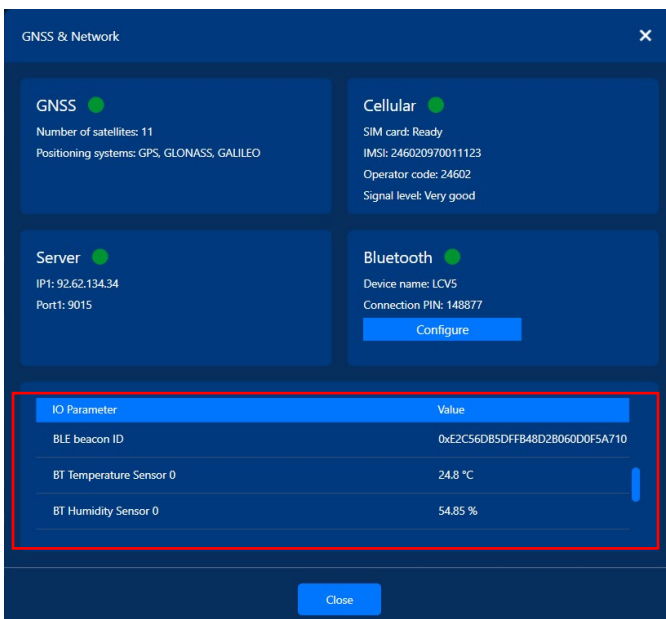 GNSS & Network
GNSS
Number of satellites: 11
Positioning systems: GPS, GLONASS, GALILEO
Cellular
SIM card: Ready
IMSI: 246020970011123
Operator code: 24602
Signal level: Very good
Server
IP1: 92.62.134.34
Port1: 9015
Bluetooth
Device name: LCV5
Connection PIN: 148877
Configure
IO Parameter Value
BLE beacon ID 0xE2C56DB5DFFB48D2B060D0F5A710
BT Temperature Sensor 0 24.8 °C
BT Humidity Sensor 0 54.85 %
Close